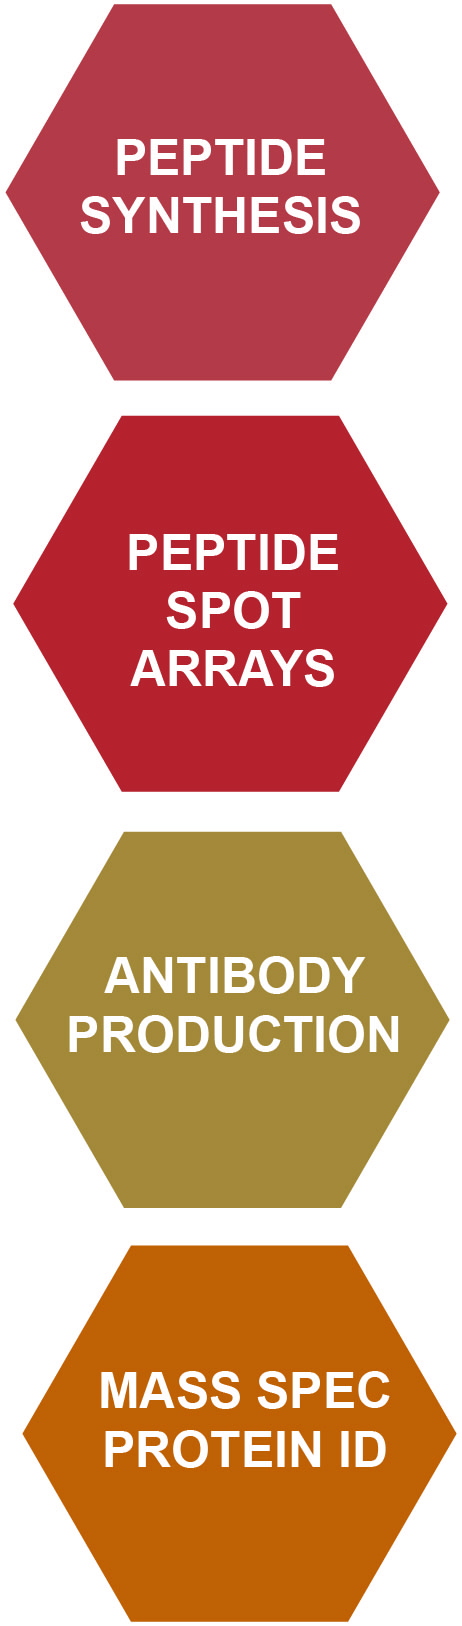 PEPTIDE
SYNTHESIS
PEPTIDE
SPOT
ARRAYS
ANTIBODY
PRODUCTION
MASS SPEC
PROTEIN ID